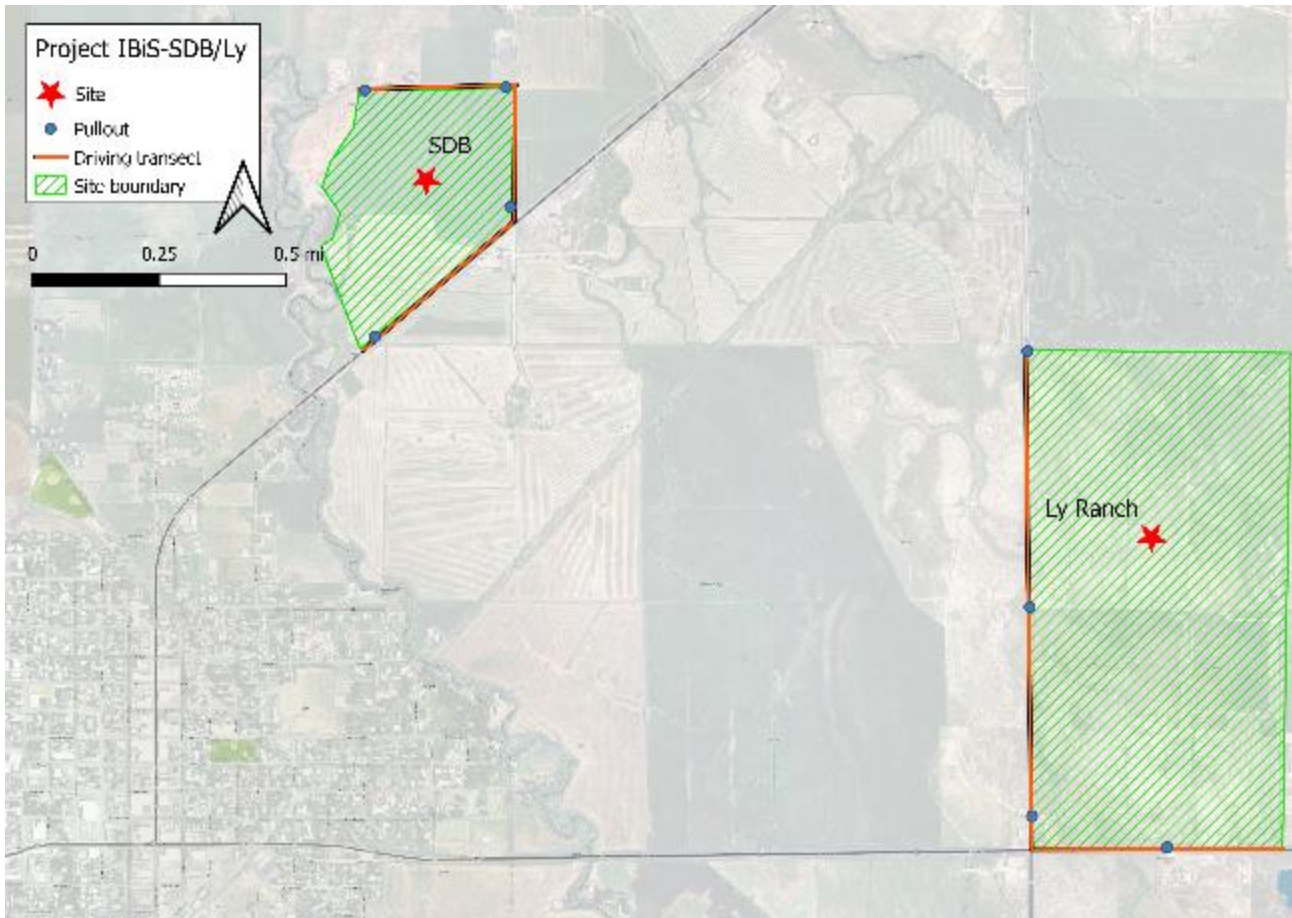 Project IBiS-SDB/Ly
Site
Pullout
Driving transect
Site boundary
0 0.25 0.5 mi
SDB
Ly Ranch